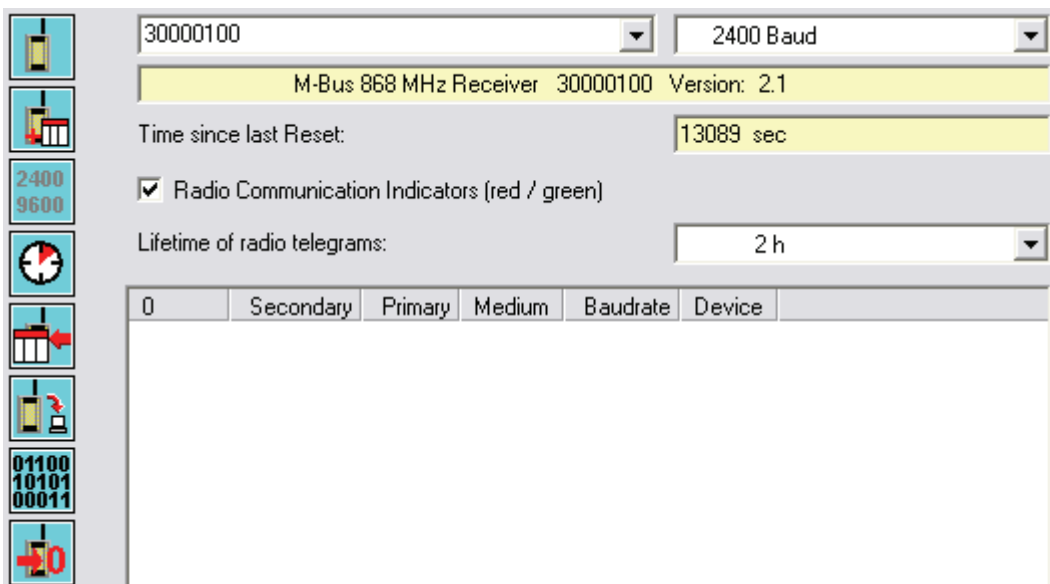 30000100 2400 Baud
M-Bus 868 MHz Receiver 30000100 Version: 2.1
Time since last Reset: 13089 sec
2400
9600
Radio Communication Indicators (red / green)
Lifetime of radio telegrams: 2 h
0 Secondary Primary Medium Baudrate Device
01100
10101
00011
0